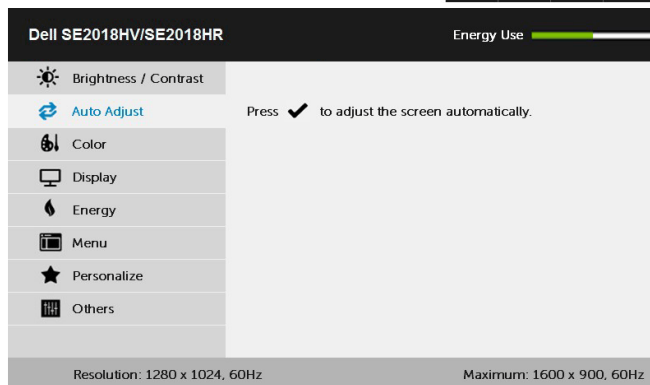 Dell SE2018HV/SE2018HR Energy Use
Brightness / Contrast
Auto Adjust Press ✔ to adjust the screen automatically.
Color
Display
Energy
Menu
Personalize
Others
Resolution: 1280 x 1024, 60Hz Maximum: 1600 x 900, 60Hz